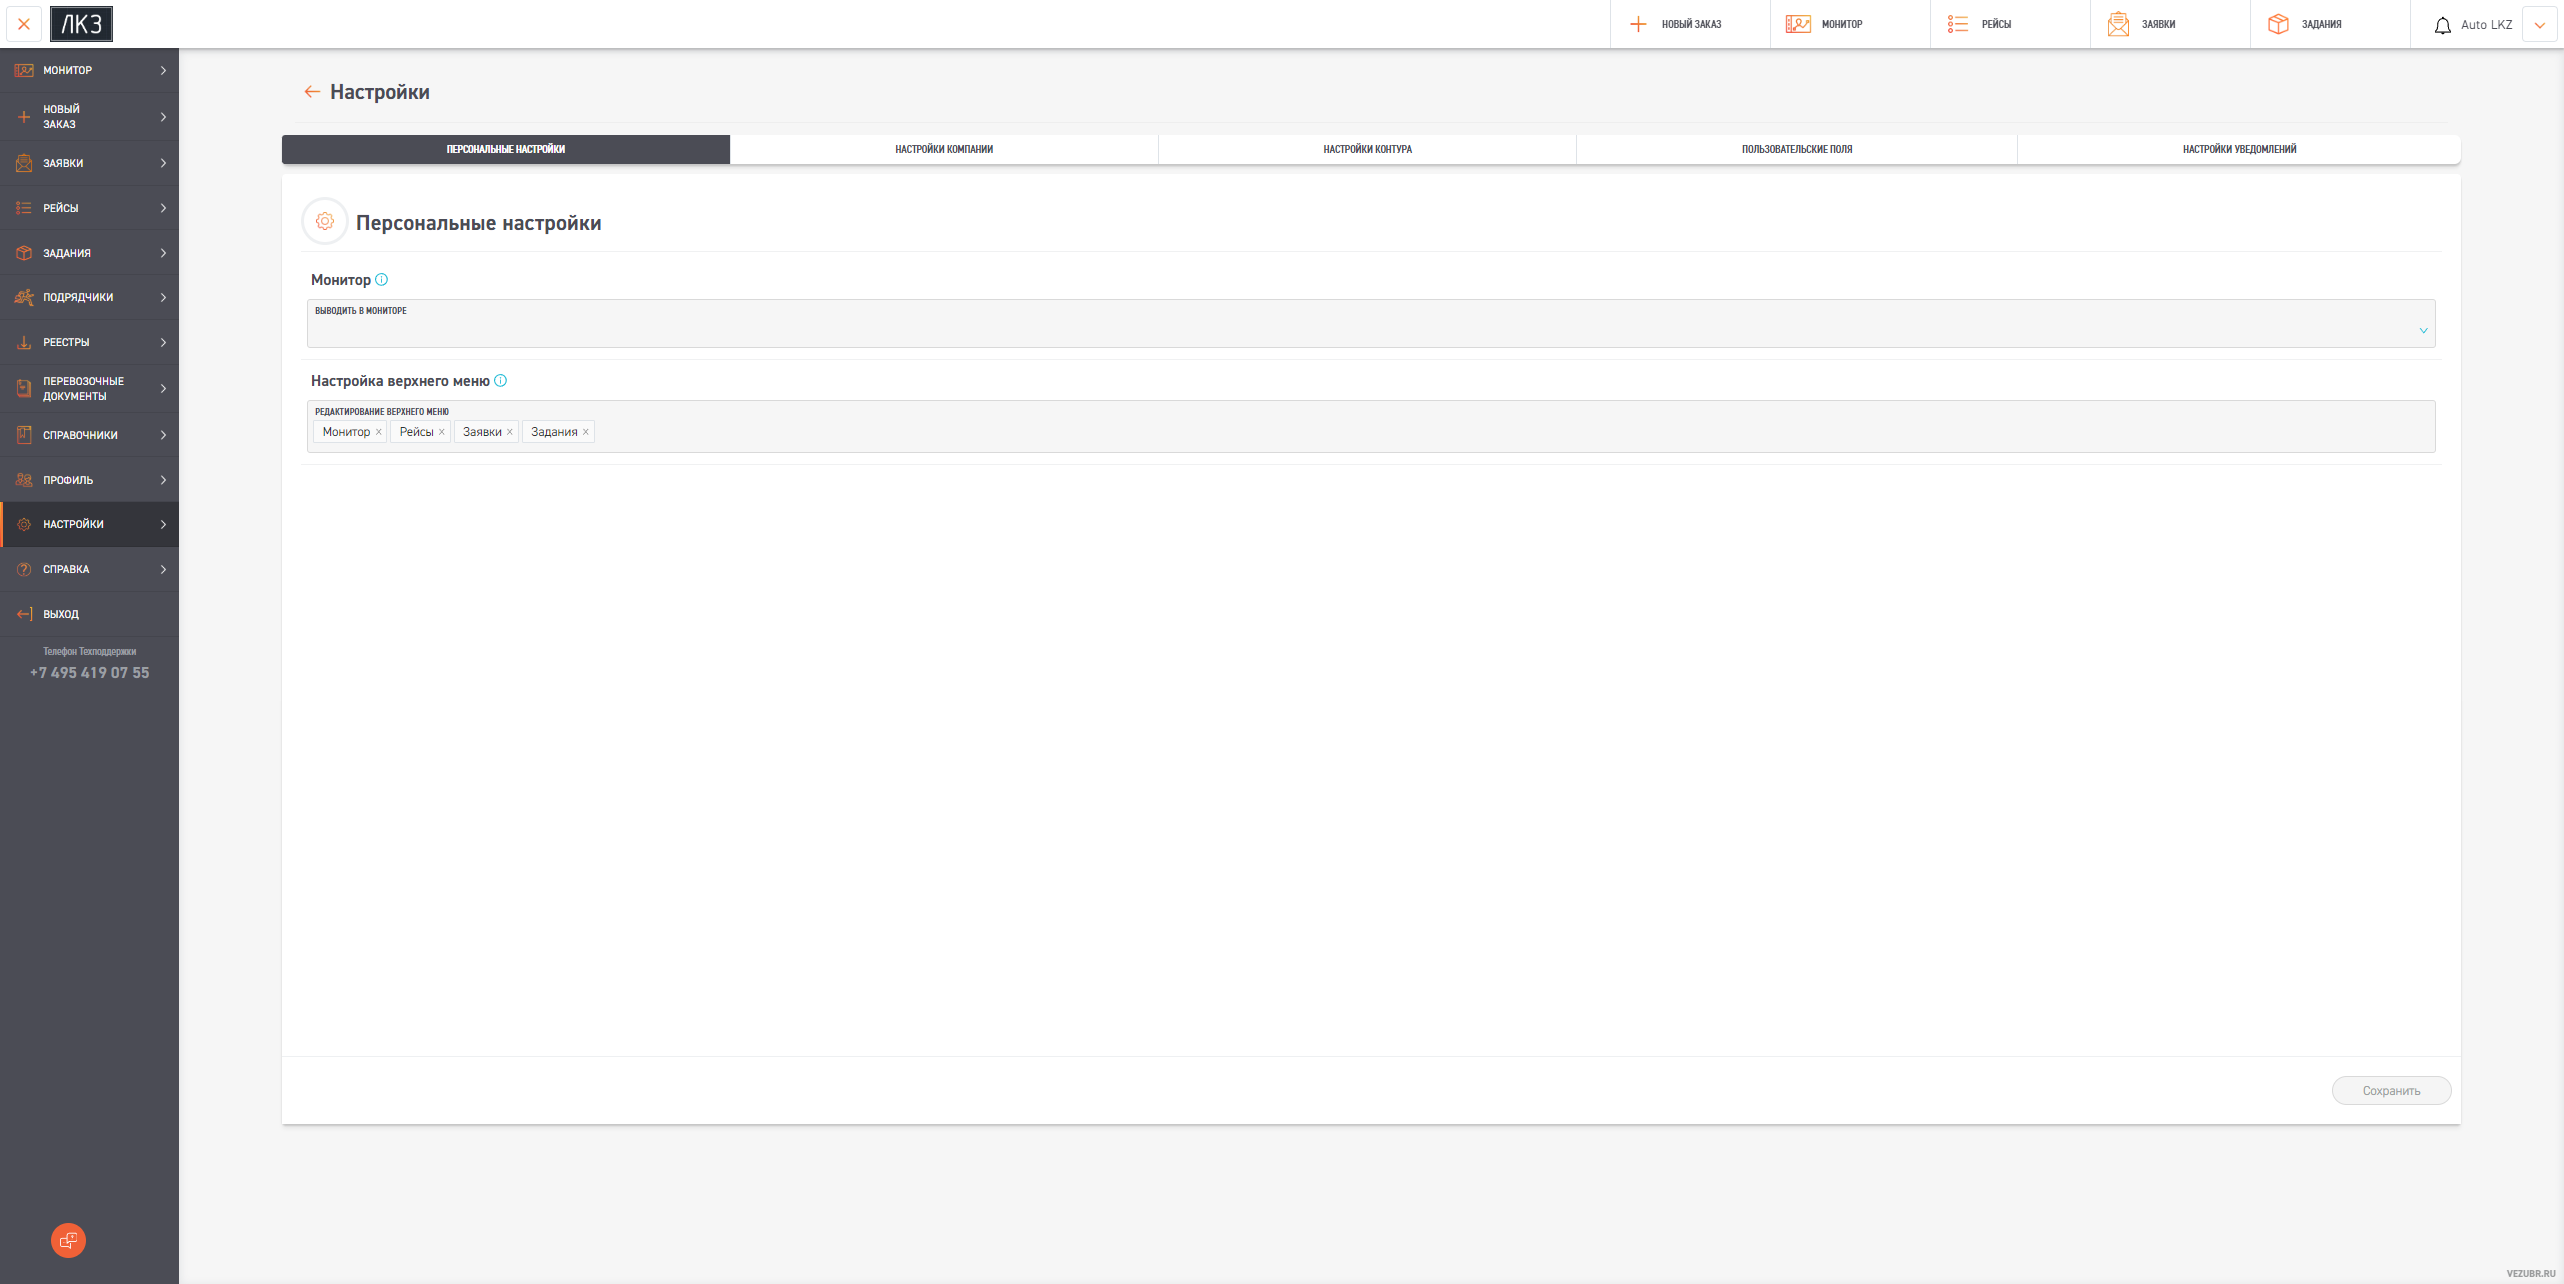 ЛКЗ
НОВЫЙ ЗАКАЗ
МОНИТОР
РЕЙСЫ
ЗАЯВКИ
ЗАДАНИЯ
Auto LKZ
МОНИТОР
НОВЫЙ
ЗАКАЗ
ЗАЯВКИ
РЕЙСЫ
ЗАДАНИЯ
ПОДРЯДЧИКИ
РЕЕСТРЫ
ПЕРЕВОЗОЧНЫЕ
ДОКУМЕНТЫ
СПРАВОЧНИКИ
ПРОФИЛЬ
НАСТРОЙКИ
СПРАВКА
ВЫХОД
Телефон Техподдержки
+7 495 419 07 55
Настройки
ПЕРСОНАЛЬНЫЕ НАСТРОЙКИ
НАСТРОЙКИ КОМПАНИИ
НАСТРОЙКИ КОНТУРА
ПОЛЬЗОВАТЕЛЬСКИЕ ПОЛЯ
НАСТРОЙКИ УВЕДОМЛЕНИЙ
Персональные настройки
Монитор
ВЫВОДИТЬ В МОНИТОРЕ
Настройка верхнего меню
РЕДАКТИРОВАНИЕ ВЕРХНЕГО МЕНЮ
Монитор × Рейсы × Заявки × Задания ×
Сохранить
VEZUBR.RU